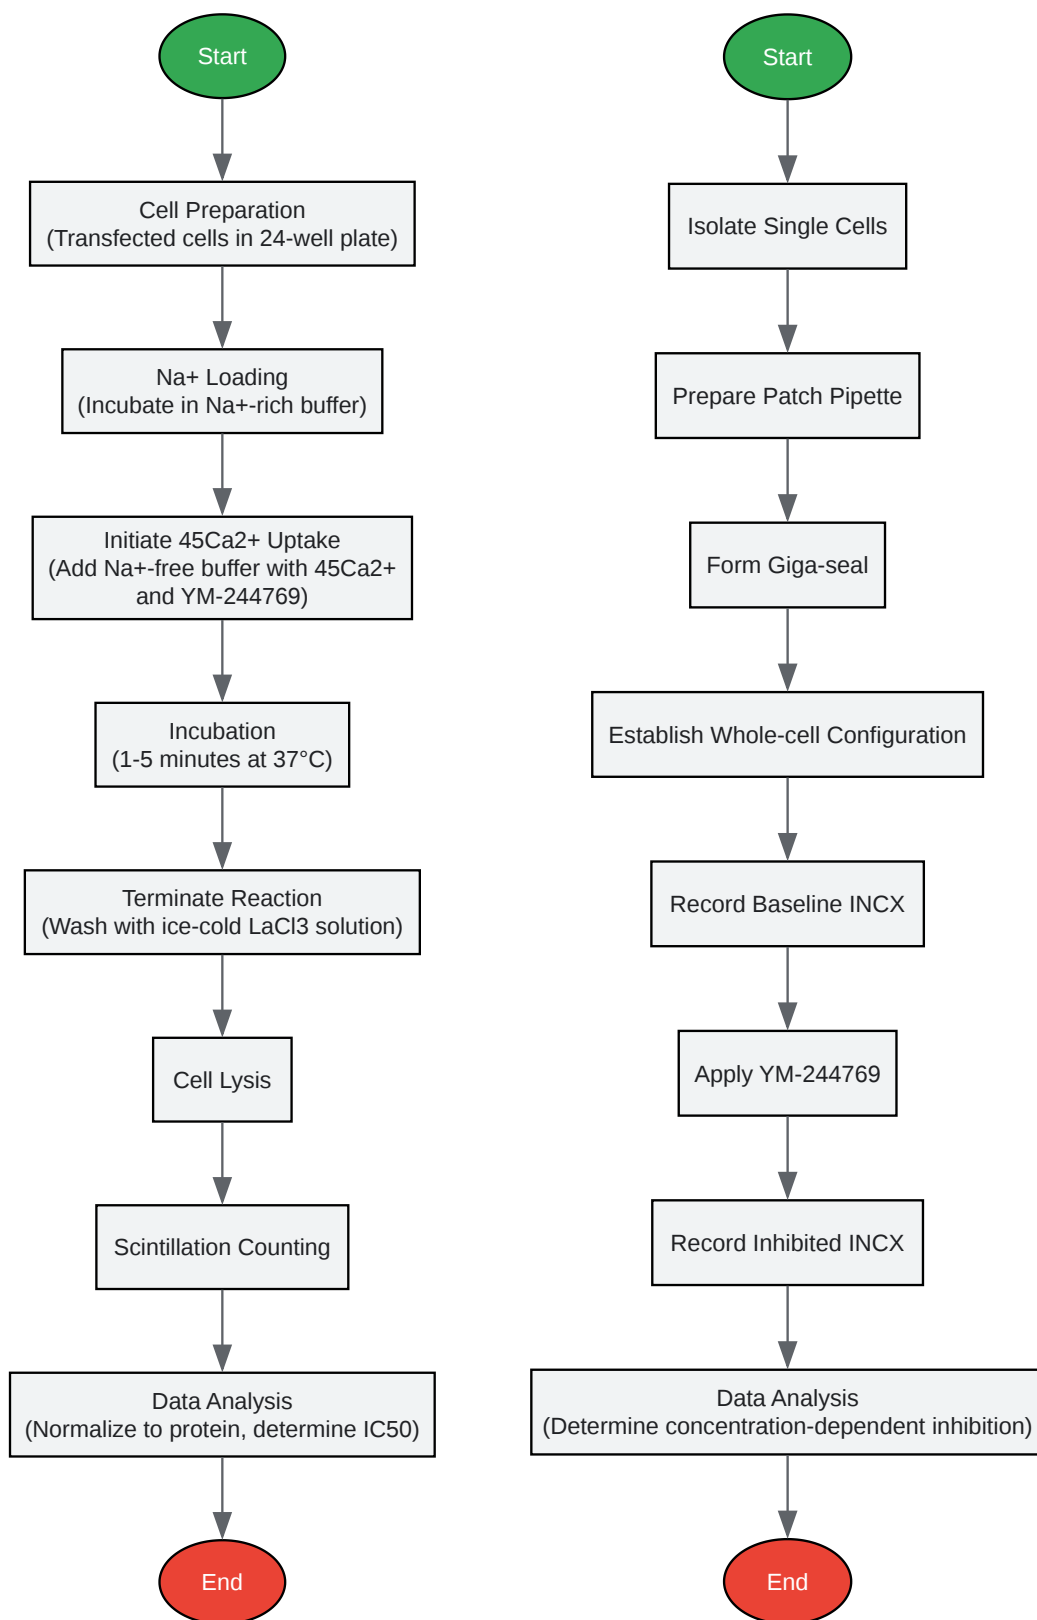 Start
Cell Preparation
(Transfected cells in 24-well plate)
Na+ Loading
(Incubate in Na+-rich buffer)
Initiate 45Ca2+ Uptake
(Add Na+-free buffer with 45Ca2+
and YM-244769)
Incubation
(1-5 minutes at 37°C)
Terminate Reaction
(Wash with ice-cold LaCl3 solution)
Cell Lysis
Scintillation Counting
Data Analysis
(Normalize to protein, determine IC50)
End
Start
Isolate Single Cells
Prepare Patch Pipette
Form Giga-seal
Establish Whole-cell Configuration
Record Baseline INCX
Apply YM-244769
Record Inhibited INCX
Data Analysis
(Determine concentration-dependent inhibition)
End